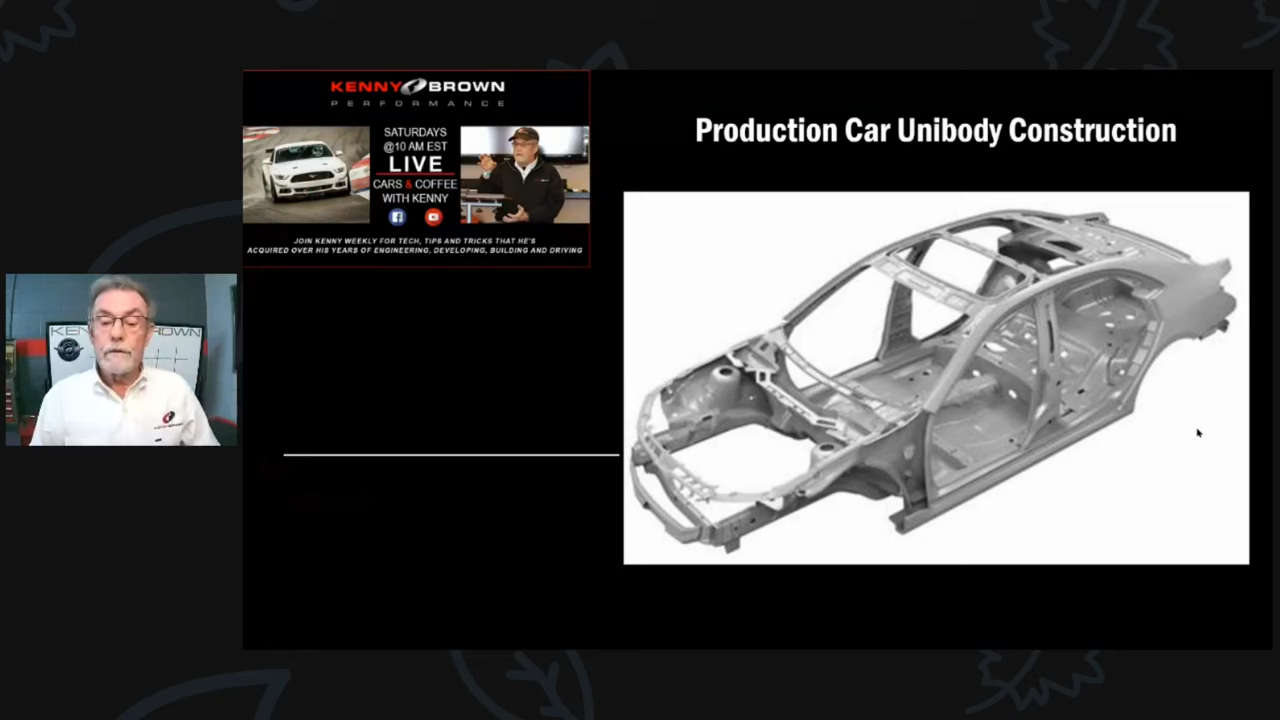 KENNY BROWN
PERFORMANCE
SATURDAYS
@10 AM EST
LIVE
CARS & COFFEE
WITH KENNY
JOIN KENNY WEEKLY FOR TECH, TIPS AND TRICKS THAT HE'S
ACQUIRED OVER HIS YEARS OF ENGINEERING, DEVELOPING, BUILDING AND DRIVING
Production Car Unibody Construction